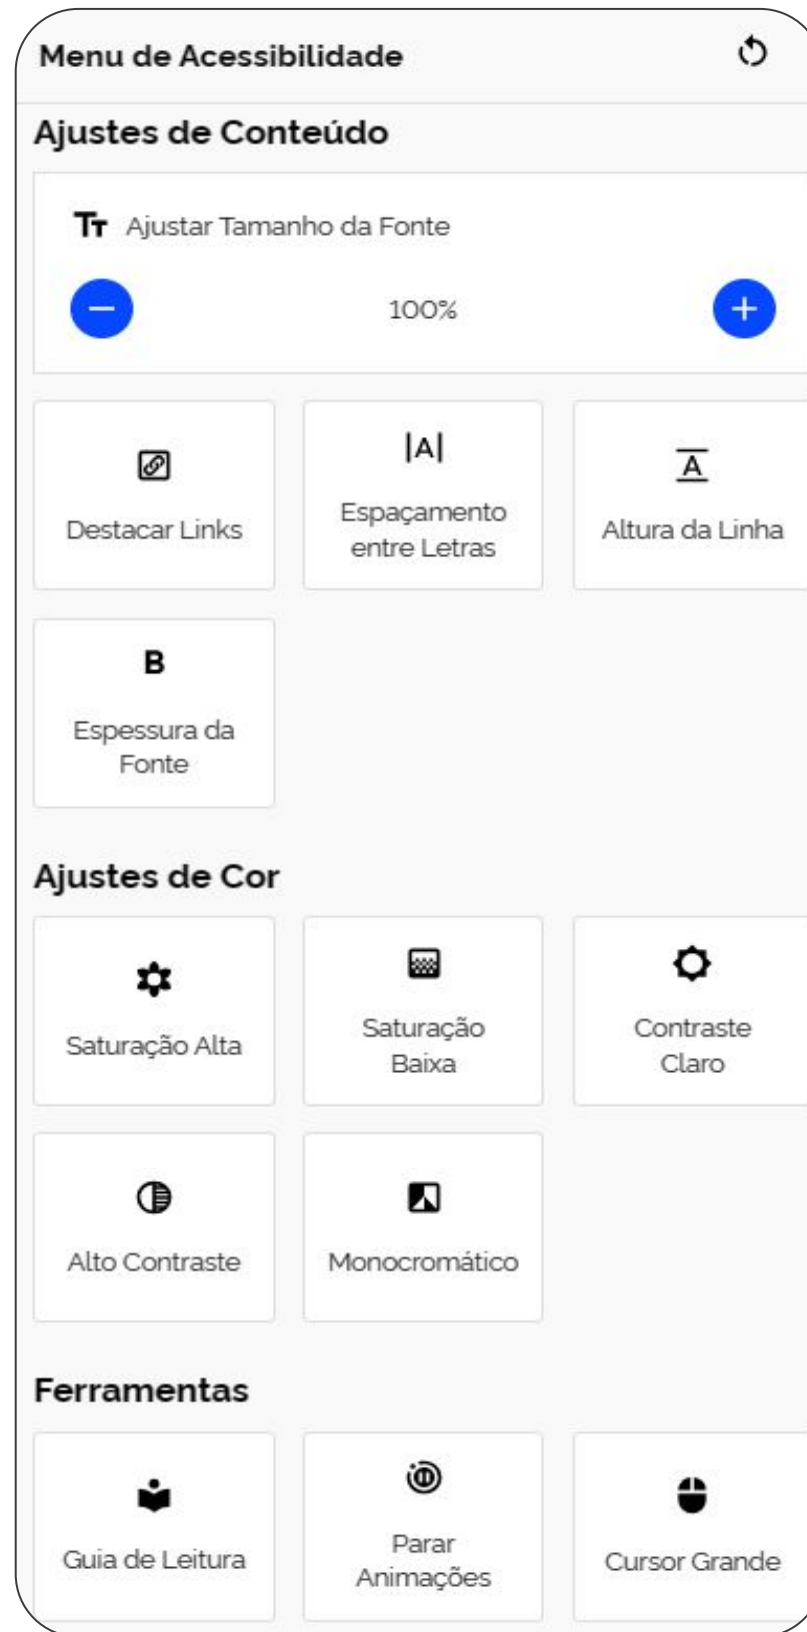 Menu de Acessibilidade
Ajustes de Conteúdo
Ajustar Tamanho da Fonte
100%
Destacar Links
Espaçamento
entre Letras
Altura da Linha
Espessura da
Fonte
Ajustes de Cor
Saturação Alta
Saturação
Baixa
Contraste
Claro
Alto Contraste
Monocromático
Ferramentas
Guia de Leitura
Parar
Animações
Cursor Grande